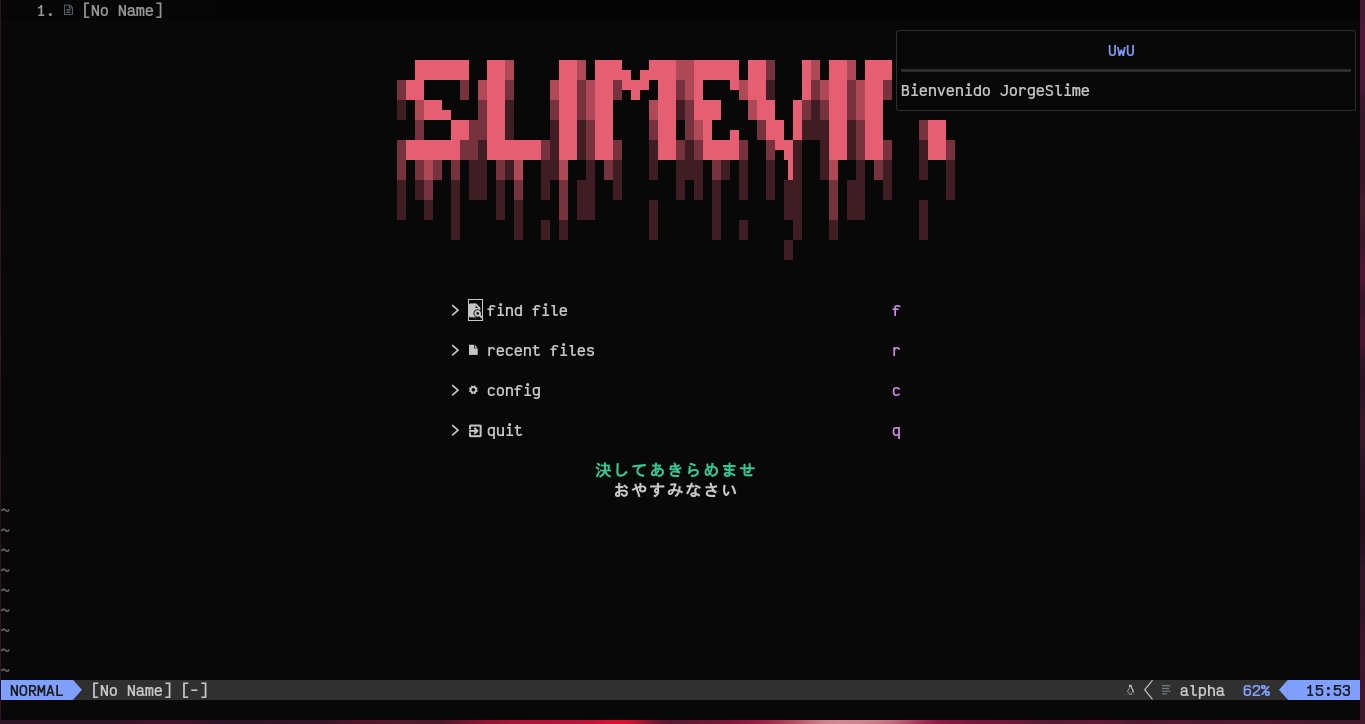 1. [No Name]
UwU
Bienvenido JorgeSlime
SLIMEVIL.
> find file f
> recent files r
> config c
> quit q
決してあきらめませ
おやすみなさい
~
~
~
~
~
~
~
~
~
NORMAL [No Name] [-] alpha 62% 15:53